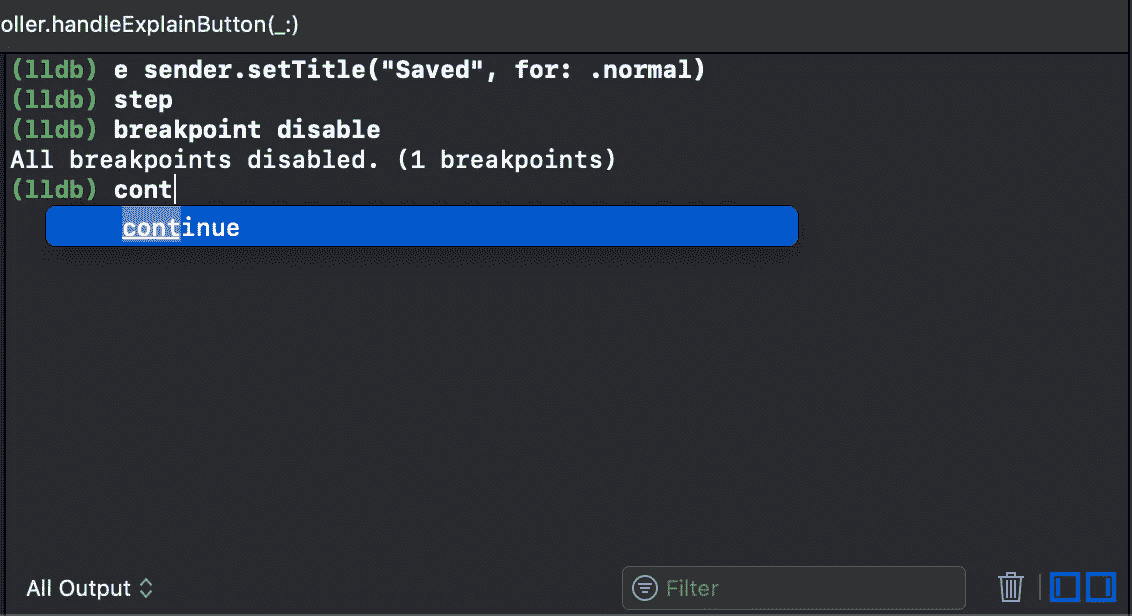 oller.handleExplainButton(_:)
(lldb) e sender.setTitle("Saved", for: .normal)
(lldb) step
(lldb) breakpoint disable
All breakpoints disabled. (1 breakpoints)
(lldb) cont
continue
All Output
Filter